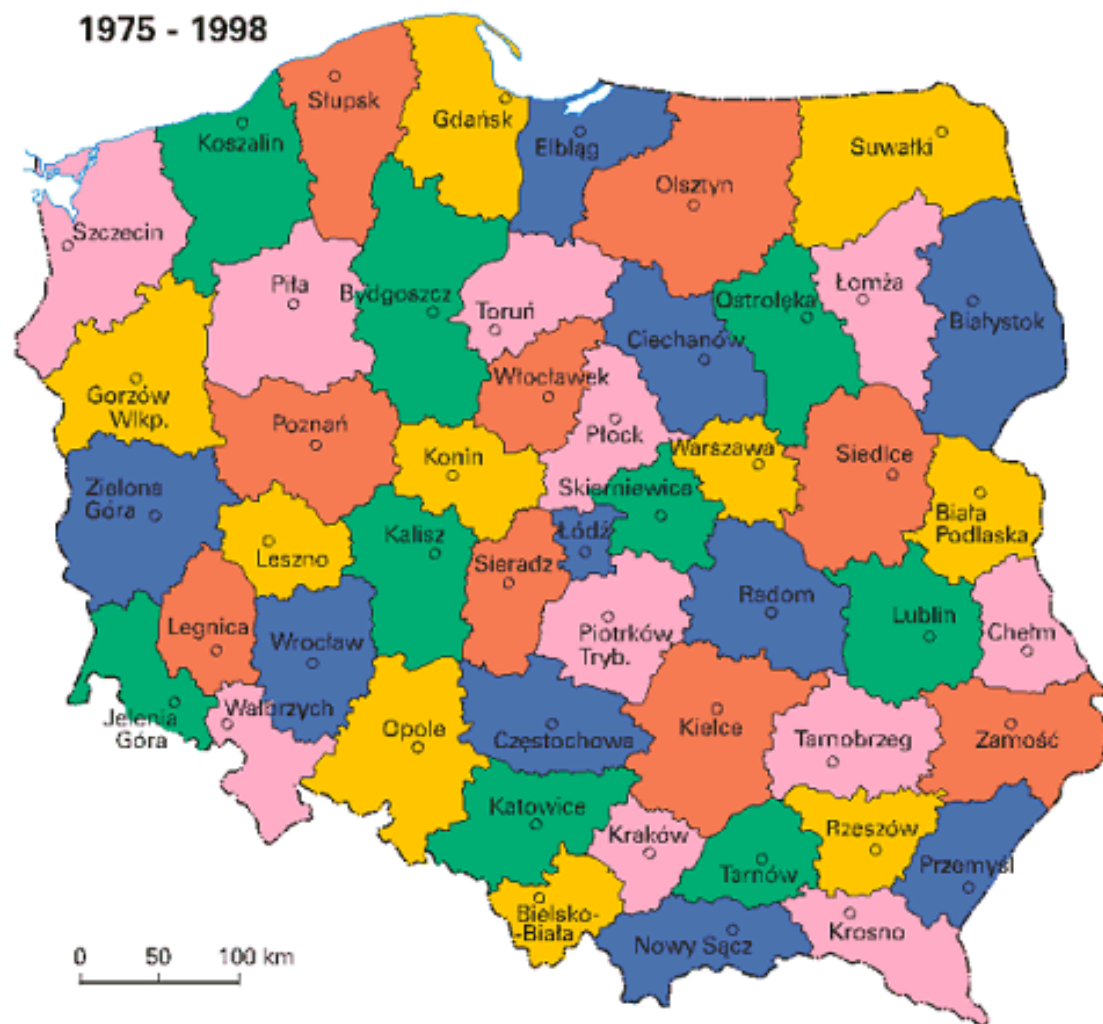 1975 - 1998
Słupsk
Koszalin
Gdańsk
Elbląg
Suwałki
Olsztyn
Szczecin
Piła
Bydgoszcz
Toruń
Ostrołęka
Łomża
Białystok
Ciechanów
Włocławek
Gorzów
Wlkp.
Poznań
Konin
Płock
Warszawa
Siedlce
Zielona
Góra
Skierniewice
Biała
Podlaska
Leszno
Kalisz
Łódź
Sieradz
Radom
Lublin
Chełm
Legnica
Wrocław
Piotrków
Tryb.
Jelenia
Góra
Wałbrzych
Opole
Częstochowa
Kielce
Tarnobrzeg
Zamość
Katowice
Kraków
Rzeszów
Tarnów
Przemyśl
Bielsko-
-Biała
Nowy Sącz
Krosno
0 50 100 km